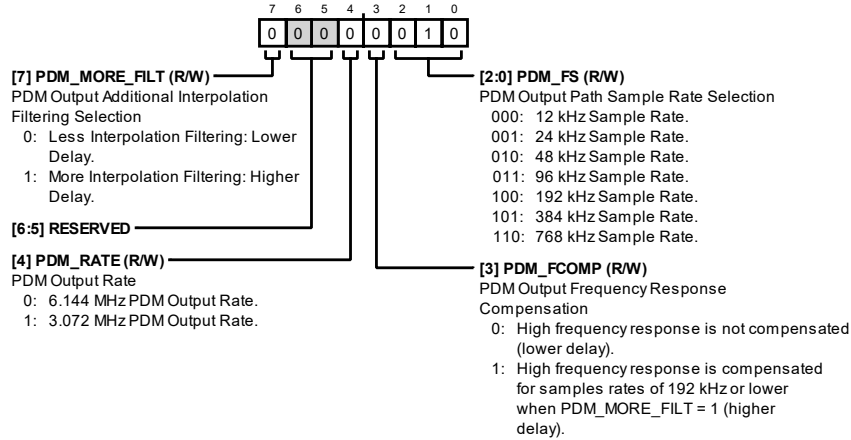 7 6 5 4 3 2 1 0
0 0 0 0 0 0 1 0
[7] PDM_MORE_FILT (R/W)
PDM Output Additional Interpolation
Filtering Selection
0: Less Interpolation Filtering: Lower
Delay.
1: More Interpolation Filtering: Higher
Delay.
[6:5] RESERVED
[4] PDM_RATE (R/W)
PDM Output Rate
0: 6.144 MHz PDM Output Rate.
1: 3.072 MHz PDM Output Rate.
[2:0] PDM_FS (R/W)
PDM Output Path Sample Rate Selection
000: 12 kHz Sample Rate.
001: 24 kHz Sample Rate.
010: 48 kHz Sample Rate.
011: 96 kHz Sample Rate.
100: 192 kHz Sample Rate.
101: 384 kHz Sample Rate.
110: 768 kHz Sample Rate.
[3] PDM_FCOMP (R/W)
PDM Output Frequency Response
Compensation
0: High frequency response is not compensated
(lower delay).
1: High frequency response is compensated
for samples rates of 192 kHz or lower
when PDM_MORE_FILT = 1 (higher
delay).